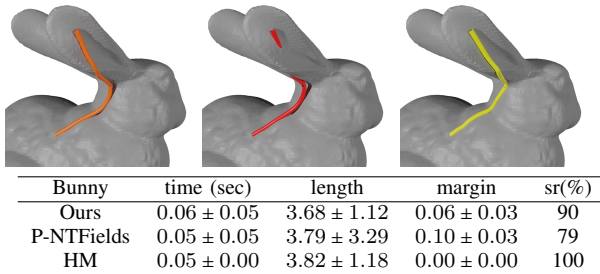 Bunny time (sec) length margin sr(%)
Ours 0.06 ± 0.05 3.68 ± 1.12 0.06 ± 0.03 90
P-NTFields 0.05 ± 0.05 3.79 ± 3.29 0.10 ± 0.03 79
HM 0.05 ± 0.00 3.82 ± 1.18 0.00 ± 0.00 100